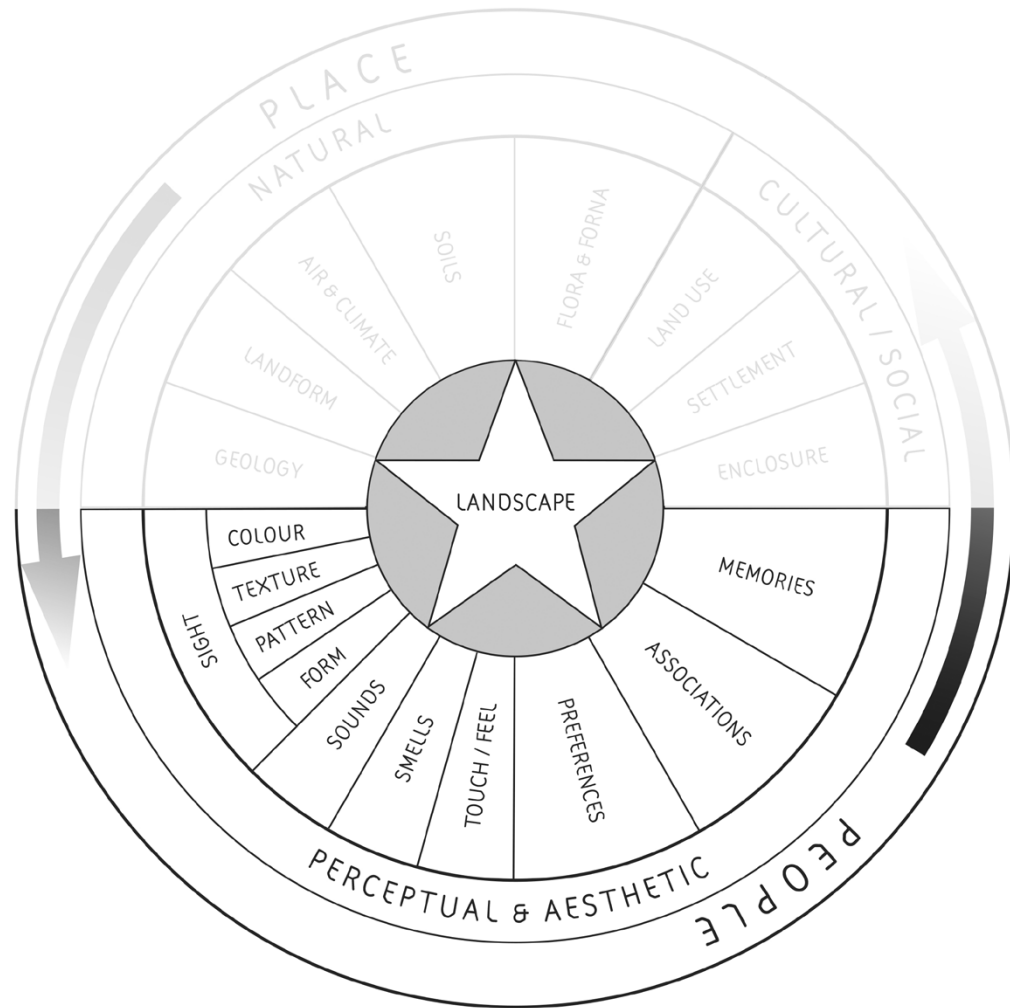 PLACE
NATURAL
CULTURAL / SOCIAL
GEOLOGY
LANDFORM
AIR & CLIMATE
SOILS
FLORA & FORNA
LAND USE
SETTLEMENT
ENCLOSURE
LANDSCAPE
SIGHT
COLOUR
TEXTURE
PATTERN
FORM
SOUNDS
SMELLS
TOUCH / FEEL
PREFERENCES
ASSOCIATIONS
MEMORIES
PERCEPTUAL & AESTHETIC
PEOPLE